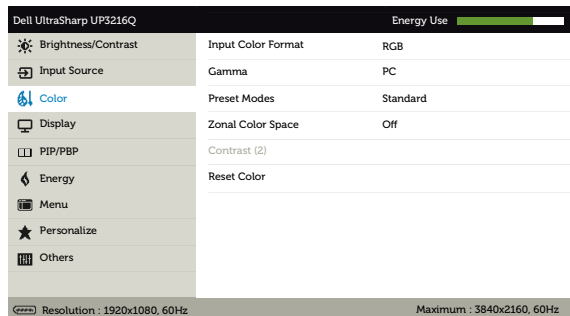 Dell UltraSharp UP3216Q Energy Use
Brightness/Contrast Input Color Format RGB
Input Source Gamma PC
Color Preset Modes Standard
Display Zonal Color Space Off
PIP/PBP Contrast (2)
Energy Reset Color
Menu
Personalize
Others
Resolution : 1920x1080, 60Hz Maximum : 3840x2160, 60Hz